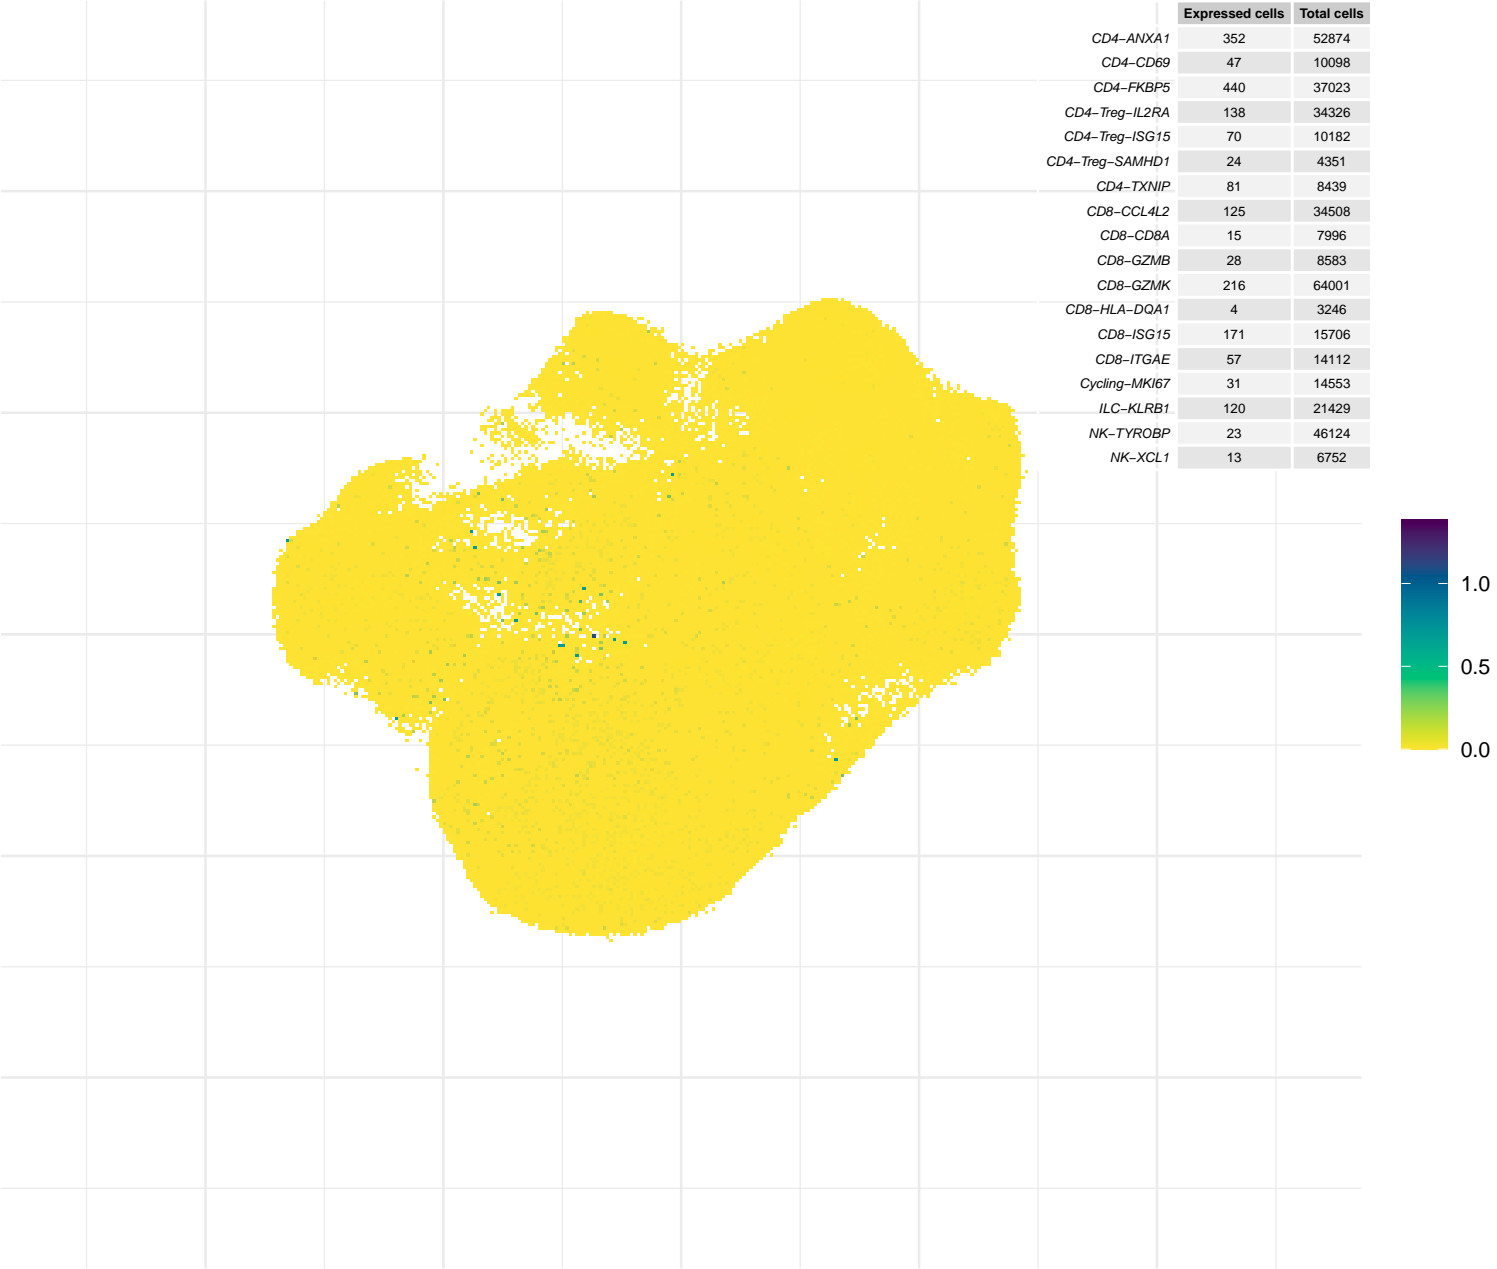 Expressed cells Total cells
CD4−ANXA1 352 52874
CD4−CD69 47 10098
CD4−FKBP5 440 37023
CD4−Treg−IL2RA 138 34326
CD4−Treg−ISG15 70 10182
CD4−Treg−SAMHD1 24 4351
CD4−TXNIP 81 8439
CD8−CCL4L2 125 34508
CD8−CD8A 15 7996
CD8−GZMB 28 8583
CD8−GZMK 216 64001
CD8−HLA−DQA1 4 3246
CD8−ISG15 171 15706
CD8−ITGAE 57 14112
Cycling−MKI67 31 14553
ILC−KLRB1 120 21429
NK−TYROBP 23 46124
NK−XCL1 13 6752
1.0
0.5
0.0